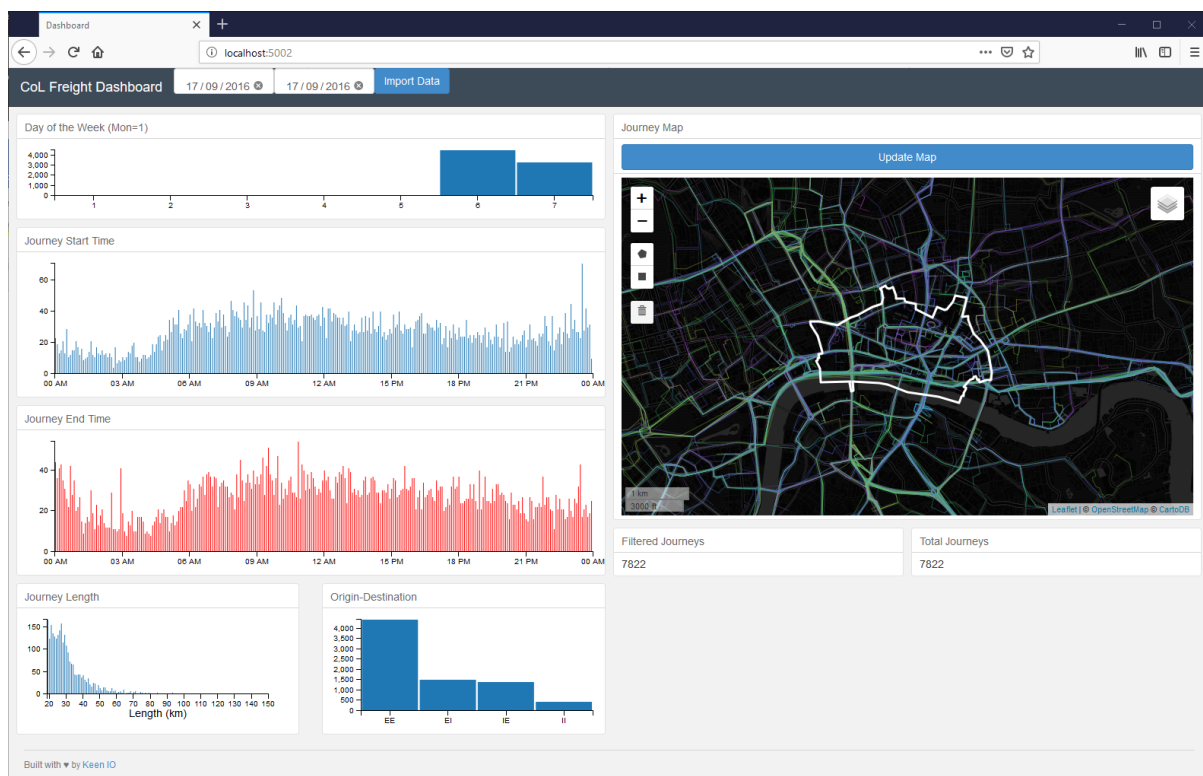 Dashboard
localhost:5002
CoL Freight Dashboard
17 / 09 / 2016
17 / 09 / 2016
Import Data
Day of the Week (Mon=1)
4,000
3,000
2,000
1,000
0
1 2 3 4 5 6 7
Journey Start Time
60
40
20
0
00 AM 03 AM 06 AM 09 AM 12 AM 15 PM 18 PM 21 PM 00 AM
Journey End Time
40
20
0
00 AM 03 AM 06 AM 09 AM 12 AM 15 PM 18 PM 21 PM 00 AM
Journey Length
150
100
50
0
20 30 40 50 60 70 80 90 100 110 120 130 140 150
Length (km)
Origin-Destination
4,000
3,500
3,000
2,500
2,000
1,500
1,000
500
0
EE EI IE II
Journey Map
Update Map
+
−
1 km
3000 ft
Leaflet | © OpenStreetMap © CartoDB
Filtered Journeys
7822
Total Journeys
7822
Built with ♥ by Keen IO